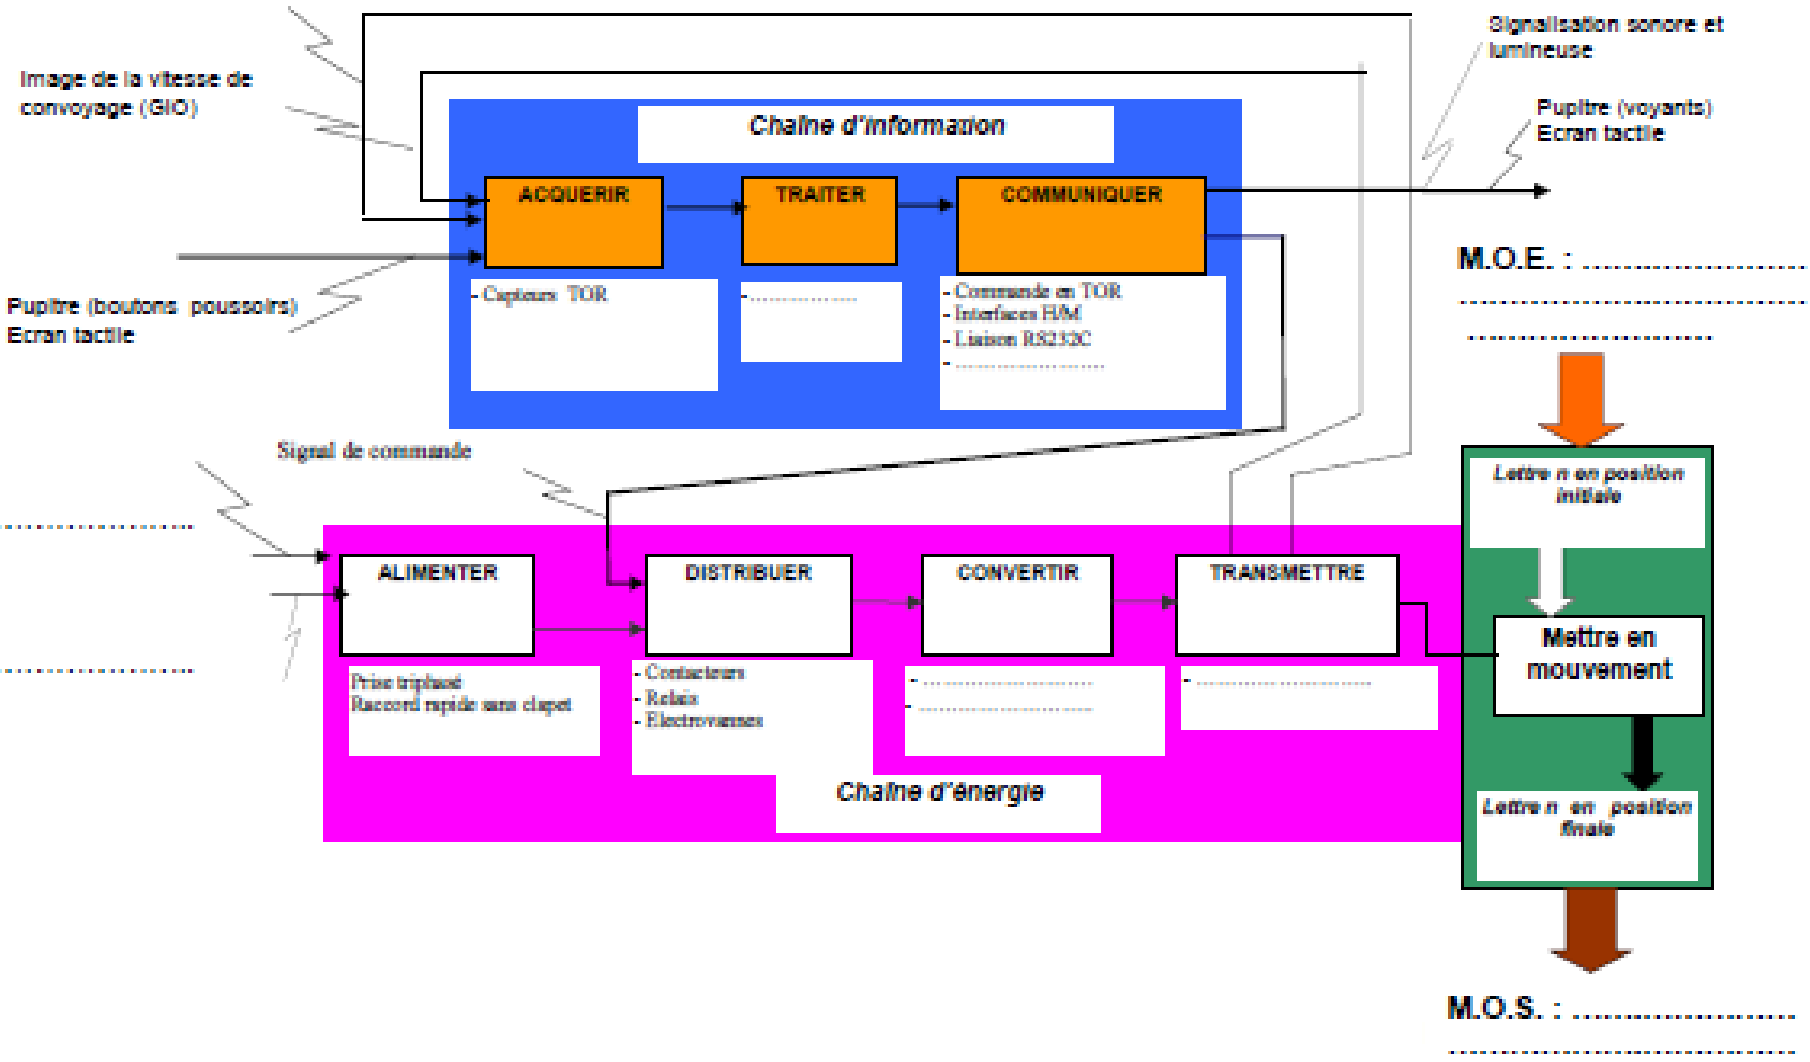 Signalisation sonore et
lumineuse
Image de la vitesse de
convoyage (GIO)
Pupitre (voyants)
Ecran tactile
Chaîne d'information
ACQUERIR
TRAITER
COMMUNIQUER
M.O.E. : ........................
..............................
......................
Pupitre (boutons poussoirs)
Ecran tactile
- Capteurs TOR
- ..................
- Commande en TOR
- Interfaces H/M
- Liaison RS232C
- .........................
Signal de commande
Lettre n en position
initiale
......................
ALIMENTER
DISTRIBUER
CONVERTIR
TRANSMETTRE
Mettre en
mouvement
......................
Prise triphasé
Raccord rapide sans clapet
- Contacteurs
- Relais
- Electrovannes
- ............................
- ............................
- ............................
Chaîne d'énergie
Lettre n en position
finale
M.O.S. : ........................
..............................